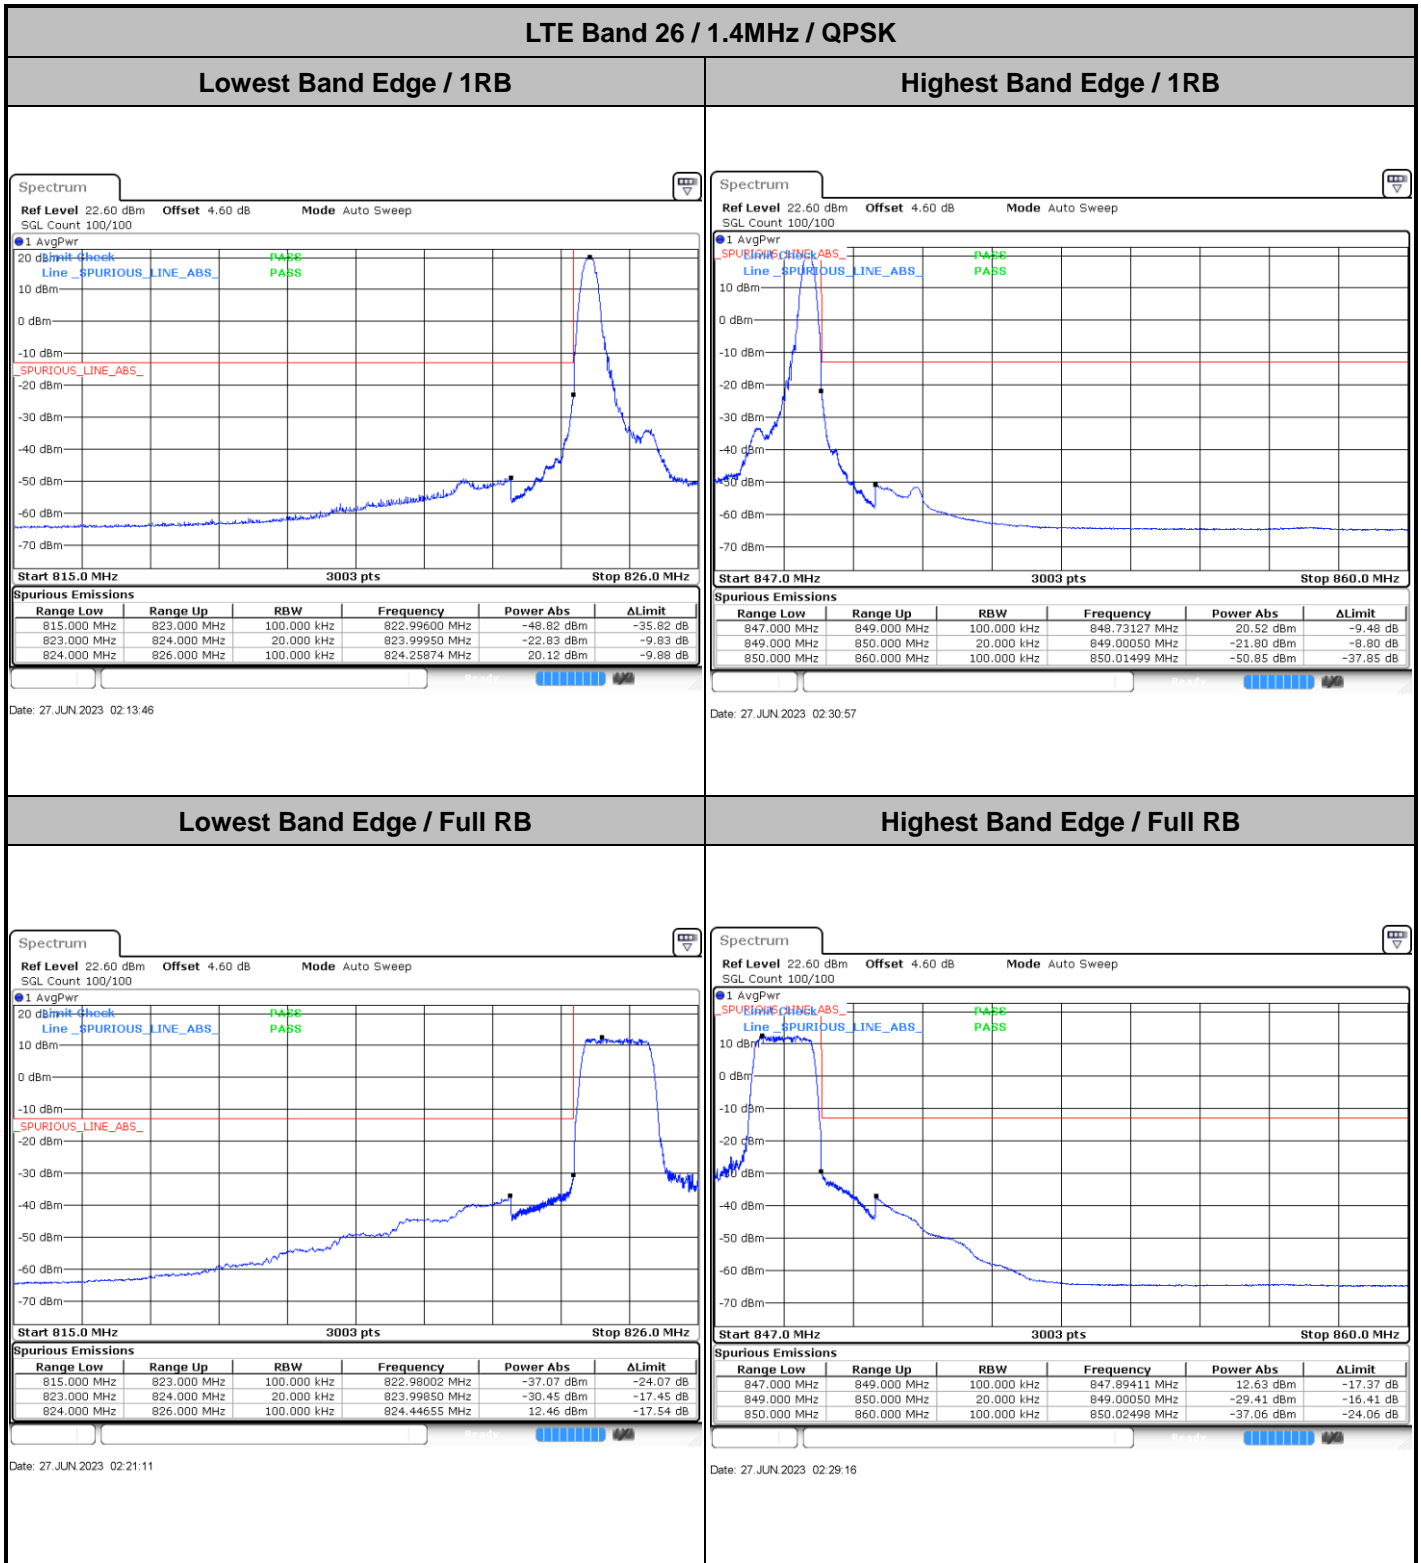 LTE Band 26 / 1.4MHz / QPSK
Lowest Band Edge / 1RB
Highest Band Edge / 1RB
Spectrum
Ref Level 22.60 dBm Offset 4.60 dB Mode Auto Sweep
SGL Count 100/100
1 AvgPwr
20 dBm Limit Check PASS
Line _SPURIOUS_LINE_ABS_ PASS
10 dBm
0 dBm
-10 dBm
_SPURIOUS_LINE_ABS_
-20 dBm
-30 dBm
-40 dBm
-50 dBm
-60 dBm
-70 dBm
Start 815.0 MHz 3003 pts Stop 826.0 MHz
Spurious Emissions
Range Low Range Up RBW Frequency Power Abs ΔLimit
815.000 MHz 823.000 MHz 100.000 kHz 822.99600 MHz -48.82 dBm -35.82 dB
823.000 MHz 824.000 MHz 20.000 kHz 823.99950 MHz -22.83 dBm -9.83 dB
824.000 MHz 826.000 MHz 100.000 kHz 824.25874 MHz 20.12 dBm -9.88 dB
Ready
Date: 27.JUN.2023 02:13:46
Spectrum
Ref Level 22.60 dBm Offset 4.60 dB Mode Auto Sweep
SGL Count 100/100
1 AvgPwr
_SPURIOUS_LINE_ABS_
Limit Check PASS
Line _SPURIOUS_LINE_ABS_ PASS
10 dBm
0 dBm
-10 dBm
-20 dBm
-30 dBm
-40 dBm
-50 dBm
-60 dBm
-70 dBm
Start 847.0 MHz 3003 pts Stop 860.0 MHz
Spurious Emissions
Range Low Range Up RBW Frequency Power Abs ΔLimit
847.000 MHz 849.000 MHz 100.000 kHz 848.73127 MHz 20.52 dBm -9.48 dB
849.000 MHz 850.000 MHz 20.000 kHz 849.00050 MHz -21.80 dBm -8.80 dB
850.000 MHz 860.000 MHz 100.000 kHz 850.01499 MHz -50.85 dBm -37.85 dB
Ready
Date: 27.JUN.2023 02:30:57
Lowest Band Edge / Full RB
Highest Band Edge / Full RB
Spectrum
Ref Level 22.60 dBm Offset 4.60 dB Mode Auto Sweep
SGL Count 100/100
1 AvgPwr
20 dBm Limit Check PASS
Line _SPURIOUS_LINE_ABS_ PASS
10 dBm
0 dBm
-10 dBm
_SPURIOUS_LINE_ABS_
-20 dBm
-30 dBm
-40 dBm
-50 dBm
-60 dBm
-70 dBm
Start 815.0 MHz 3003 pts Stop 826.0 MHz
Spurious Emissions
Range Low Range Up RBW Frequency Power Abs ΔLimit
815.000 MHz 823.000 MHz 100.000 kHz 822.98002 MHz -37.07 dBm -24.07 dB
823.000 MHz 824.000 MHz 20.000 kHz 823.99850 MHz -30.45 dBm -17.45 dB
824.000 MHz 826.000 MHz 100.000 kHz 824.44655 MHz 12.46 dBm -17.54 dB
Ready
Date: 27.JUN.2023 02:21:11
Spectrum
Ref Level 22.60 dBm Offset 4.60 dB Mode Auto Sweep
SGL Count 100/100
1 AvgPwr
_SPURIOUS_LINE_ABS_
Limit Check PASS
Line _SPURIOUS_LINE_ABS_ PASS
10 dBm
0 dBm
-10 dBm
-20 dBm
-30 dBm
-40 dBm
-50 dBm
-60 dBm
-70 dBm
Start 847.0 MHz 3003 pts Stop 860.0 MHz
Spurious Emissions
Range Low Range Up RBW Frequency Power Abs ΔLimit
847.000 MHz 849.000 MHz 100.000 kHz 847.89411 MHz 12.63 dBm -17.37 dB
849.000 MHz 850.000 MHz 20.000 kHz 849.00050 MHz -29.41 dBm -16.41 dB
850.000 MHz 860.000 MHz 100.000 kHz 850.02498 MHz -37.06 dBm -24.06 dB
Ready
Date: 27.JUN.2023 02:29:16